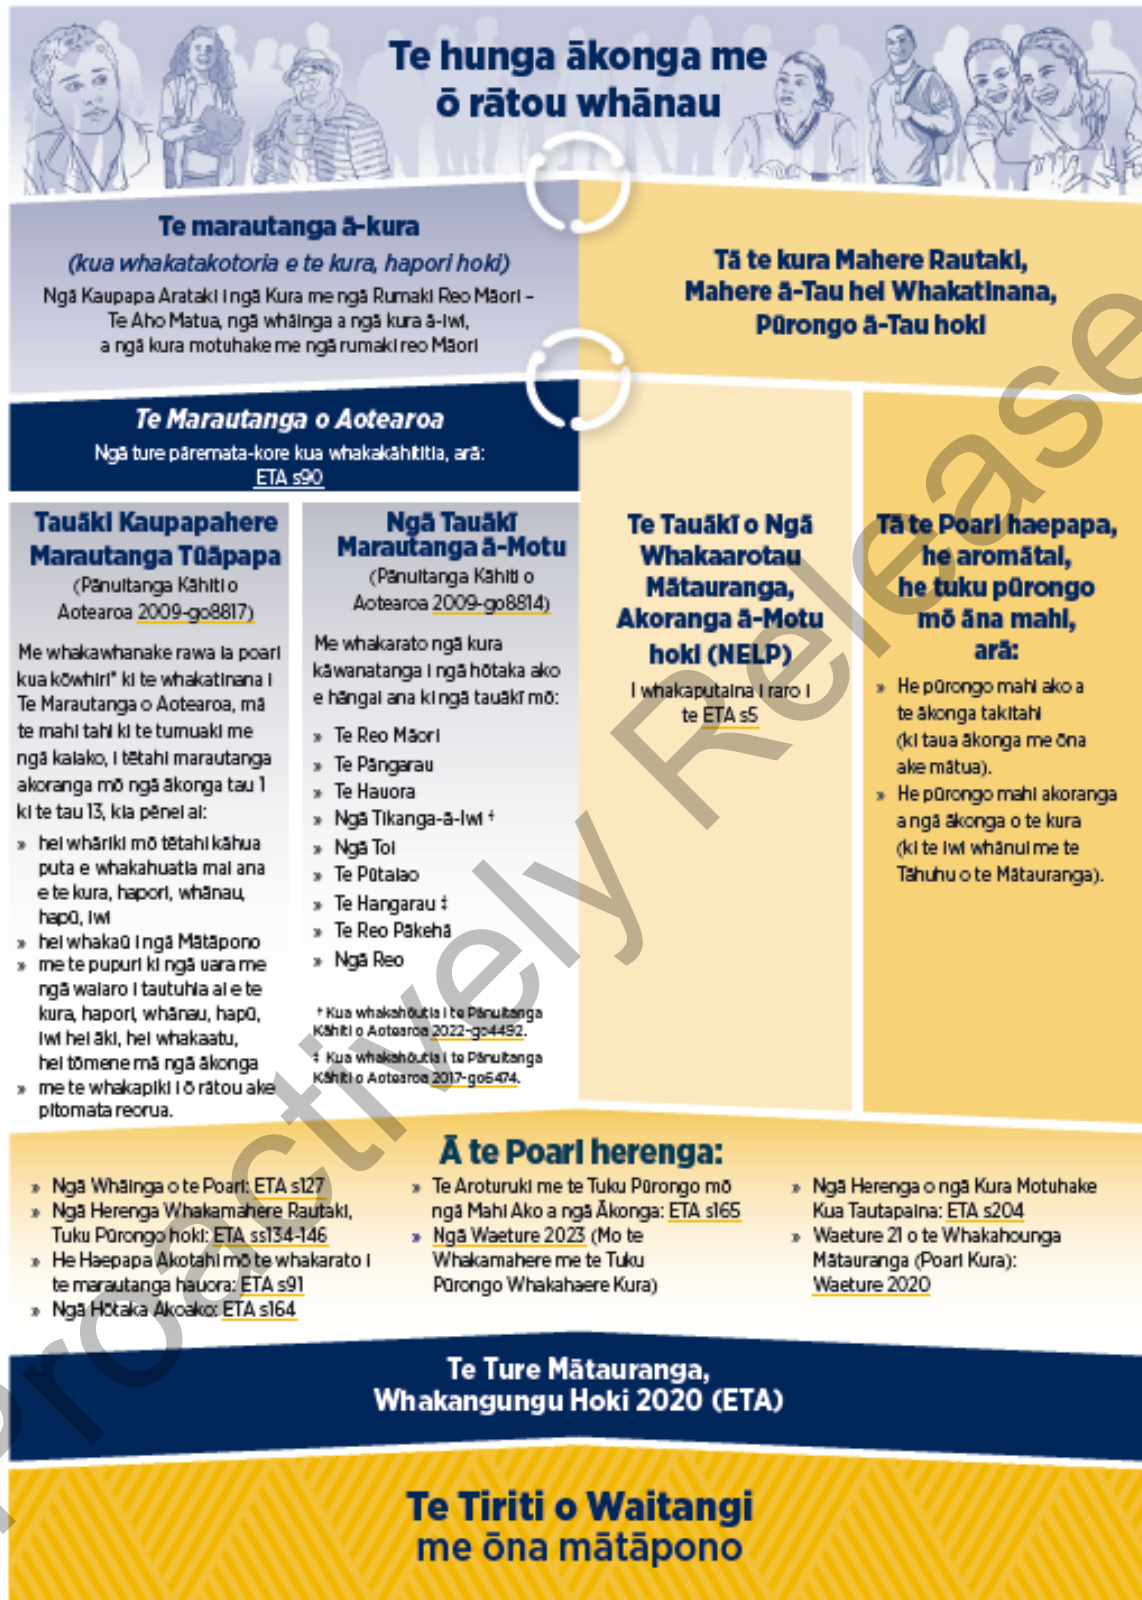 Te hunga ākonga me
ō rātou whānau
Te marautanga ā-kura
(kua whakatakotoria e te kura, hapori hoki)
Ngā Kaupapa Arataki i ngā Kura me ngā Rumaki Reo Māori –
Te Aho Matua, ngā whāinga a ngā kura ā-iwi,
a ngā kura motuhake me ngā rumaki reo Māori
Tā te kura Mahere Rautaki,
Mahere ā-Tau hei Whakatinana,
Pūrongo ā-Tau hoki
Te Marautanga o Aotearoa
Ngā ture pāremata-kore kua whakakāhititia, arā:
ETA s90
Tauāki Kaupapahere
Marautanga Tūāpapa
(Pānuitanga Kāhiti o
Aotearoa 2009-go8817)
Me whakawhanake rawa ia poari
kua kōwhiri* ki te whakatinana i
Te Marautanga o Aotearoa, mā
te mahi tahi ki te tumuaki me
ngā kaiako, i tētahi marautanga
akoranga mō ngā ākonga tau 1
ki te tau 13, kia pēnei ai:
» hei whāriki mō tētahi kāhua
puta e whakahuatia mai ana
e te kura, hapori, whānau,
hapū, iwi
» hei whakaū i ngā Mātāpono
» me te pupuri ki ngā uara me
ngā waiaro i tautuhia ai e te
kura, hapori, whānau, hapū,
iwi hei āki, hei whakaatu,
hei tōmene mā ngā ākonga
» me te whakapiki i ō rātou ake
pitomata reorua.
Ngā Tauākī
Marautanga ā-Motu
(Pānuitanga Kāhiti o
Aotearoa 2009-go8814)
Me whakarato ngā kura
kāwanatanga i ngā hōtaka ako
e hāngai ana ki ngā tauākī mō:
» Te Reo Māori
» Te Pāngarau
» Te Hauora
» Ngā Tikanga-ā-Iwi †
» Ngā Toi
» Te Pūtaiao
» Te Hangarau ‡
» Te Reo Pākehā
» Ngā Reo
† Kua whakahōutia i te Pānuitanga
Kāhiti o Aotearoa 2022-go4492.
‡ Kua whakahōutia i te Pānuitanga
Kāhiti o Aotearoa 2017-go5474.
Te Tauākī o Ngā
Whakaarotau
Mātauranga,
Akoranga ā-Motu
hoki (NELP)
I whakaputaina i raro i
te ETA s5
Tā te Poari haepapa,
he aromātai,
he tuku pūrongo
mō āna mahi,
arā:
» He pūrongo mahi ako a
te ākonga takitahi
(ki taua ākonga me ōna
ake mātua).
» He pūrongo mahi akoranga
a ngā ākonga o te kura
(ki te iwi whānui me te
Tāhuhu o te Mātauranga).
Ā te Poari herenga:
» Ngā Whāinga o te Poari: ETA s127
» Ngā Herenga Whakamahere Rautaki,
Tuku Pūrongo hoki: ETA ss134-146
» He Haepapa Akotahi mō te whakarato i
te marautanga hauora: ETA s91
» Ngā Hōtaka Akoako: ETA s164
» Te Aroturuki me te Tuku Pūrongo mō
ngā Mahi Ako a ngā Ākonga: ETA s165
» Ngā Waeture 2023 (Mo te
Whakamahere me te Tuku
Pūrongo Whakahaere Kura)
» Ngā Herenga o ngā Kura Motuhake
Kua Tautapaina: ETA s204
» Waeture 21 o te Whakahounga
Mātauranga (Poari Kura):
Waeture 2020
Te Ture Mātauranga,
Whakangungu Hoki 2020 (ETA)
Te Tiriti o Waitangi
me ōna mātāpono
Proactively Release